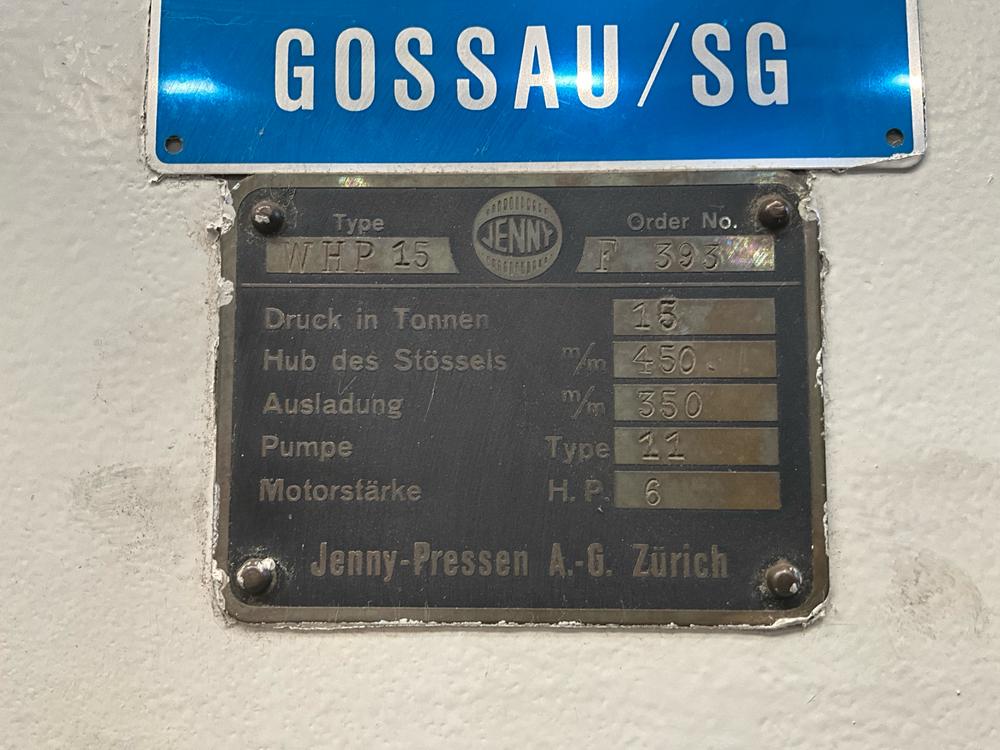 GOSSAU/SG
Type JENNY Order No.
WHP 15 F 393
Druck in Tonnen 15
Hub des Stössels m/m 450.
Ausladung m/m 350
Pumpe Type 11
Motorstärke H.P. 6
Jenny-Pressen A.-G. Zürich